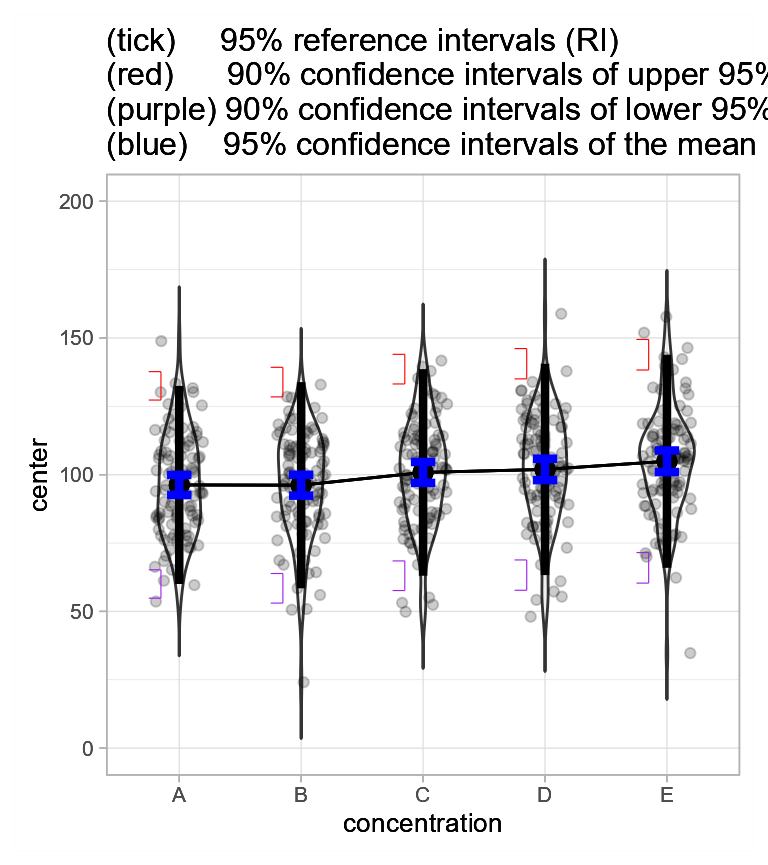 (tick) 95% reference intervals (RI)
(red) 90% confidence intervals of upper 95%
(purple) 90% confidence intervals of lower 95%
(blue) 95% confidence intervals of the mean
200
150
100
50
0
center
A B C D E
concentration